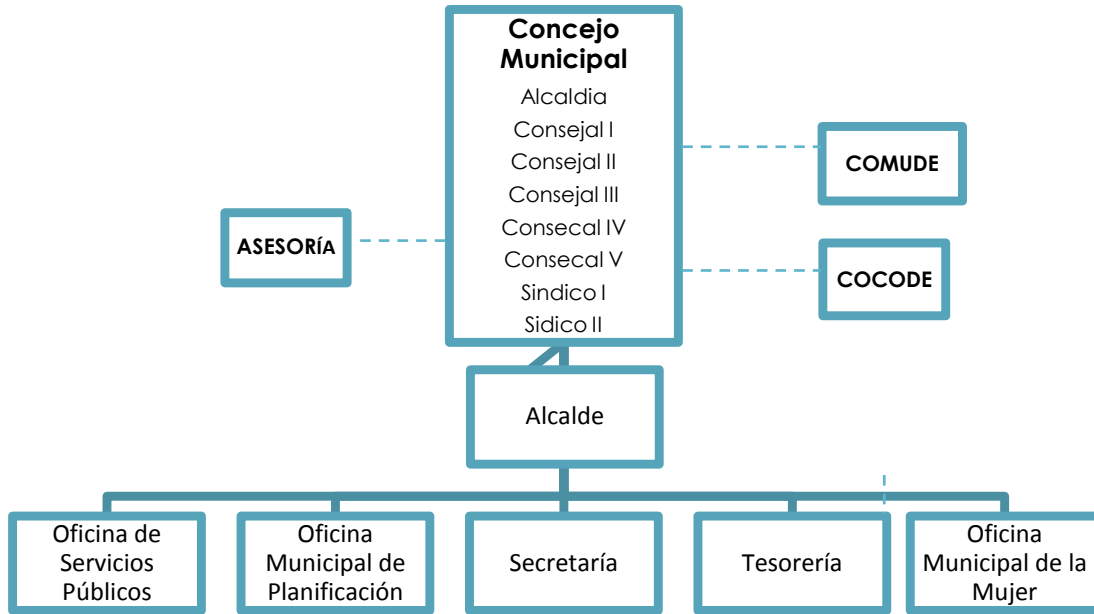 Concejo
Municipal
Alcaldia
Consejal I
Consejal II
Consejal III
Consecal IV
Consecal V
Sindico I
Sidico II
COMUDE
ASESORÍA
COCODE
Alcalde
Oficina de
Servicios
Públicos
Oficina
Municipal de
Planificación
Secretaría
Tesorería
Oficina
Municipal de la
Mujer